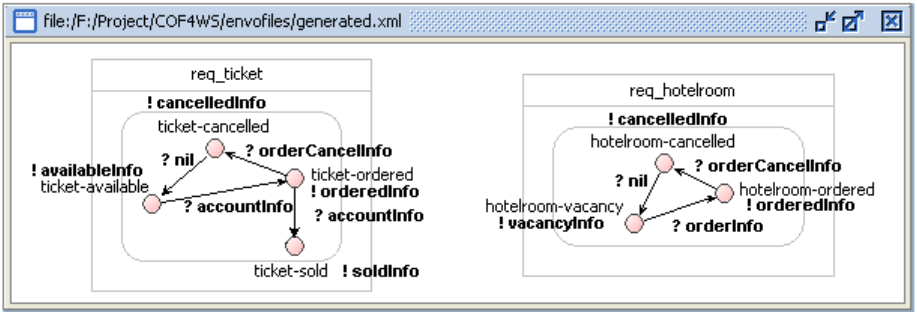 file:/F:/Project/COF4WS/envofiles/generated.xml
req_ticket
! cancelledInfo
ticket-cancelled
? nil
? orderCancelInfo
! availableInfo
ticket-available
ticket-ordered
! orderedInfo
? accountInfo
? accountInfo
ticket-sold ! soldInfo
req_hotelroom
! cancelledInfo
hotelroom-cancelled
? orderCancelInfo
? nil
hotelroom-ordered
! orderedInfo
hotelroom-vacancy
! vacancyInfo
? orderInfo